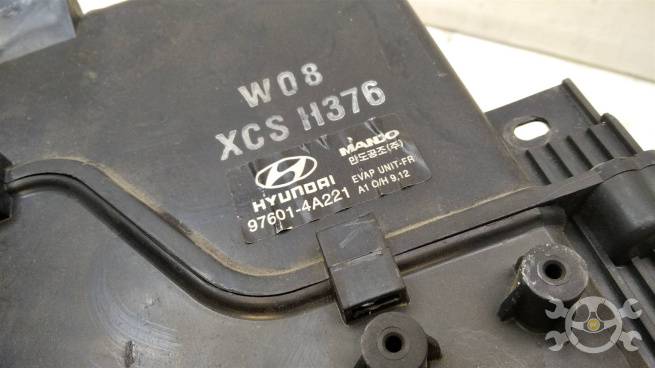 W08
XCS H376
HYUNDAI
97601-4A221
MANDO
만도공조(주)
EVAP UNIT-FR
A1 O/H 9,12